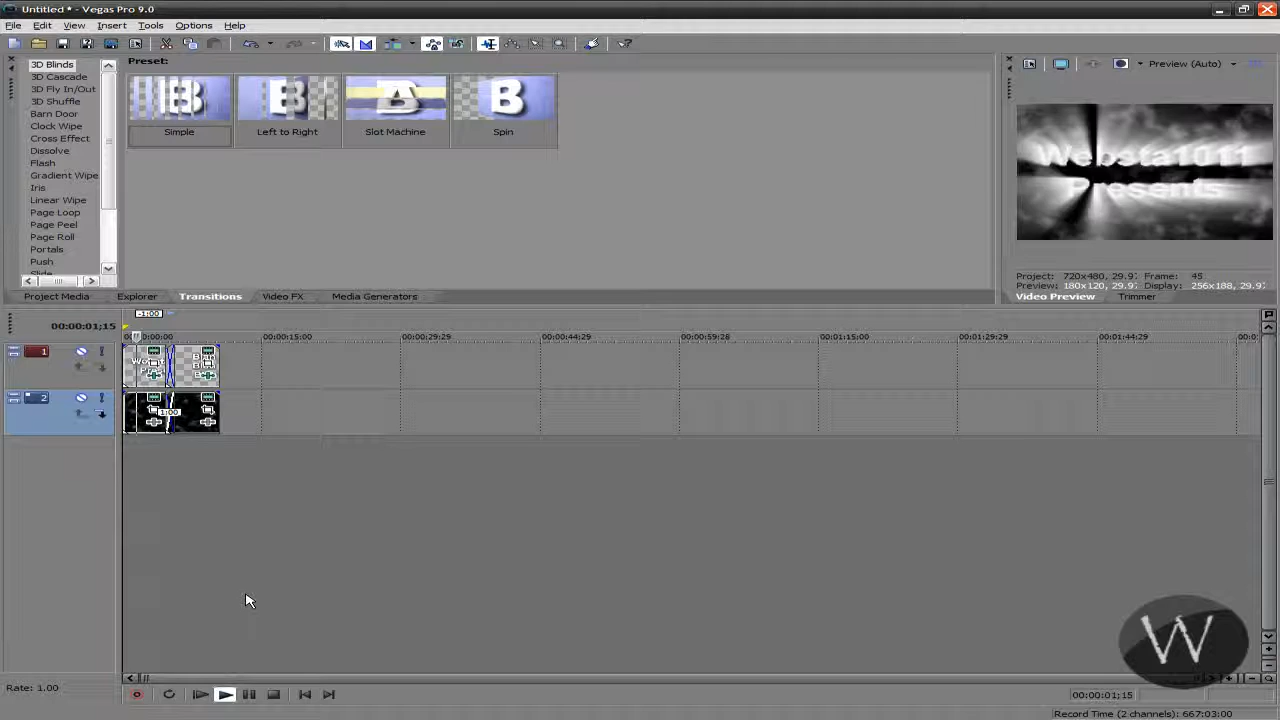 Untitled * - Vegas Pro 9.0
File Edit View Insert Tools Options Help
3D Blinds
3D Cascade
3D Fly In/Out
3D Shuffle
Barn Door
Clock Wipe
Cross Effect
Dissolve
Flash
Gradient Wipe
Iris
Linear Wipe
Page Loop
Page Peel
Page Roll
Portals
Push
Slide
Preset:
Simple
Left to Right
Slot Machine
Spin
Preview (Auto)
Websta1011
Presents
Project: 720x480, 29.9
Frame: 45
Preview: 180x120, 29.9
Display: 256x188, 29.9
Project Media Explorer Transitions Video FX Media Generators
Video Preview Trimmer
-1:00
00:00:01;15
00:00:15;00 00:00:29;29 00:00:44;29 00:00:59;28 00:01:15;00 00:01:29;29 00:01:44;29
1
2
1:00
Rate: 1.00
00:00:01;15
Record Time (2 channels): 667:03:00
W